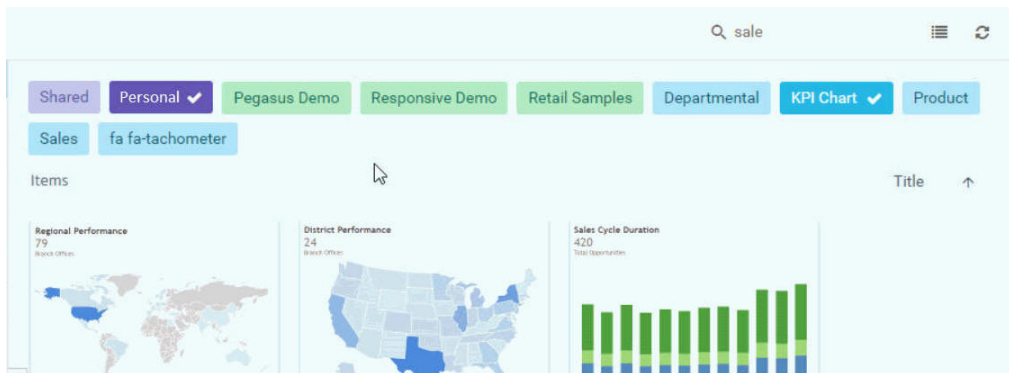 sale
Shared Personal Pegasus Demo Responsive Demo Retail Samples Departmental KPI Chart Product
Sales fa fa-tachometer
Items Title
Regional Performance
79
Branch Offices
District Performance
24
Branch Offices
Sales Cycle Duration
420
Total Opportunities